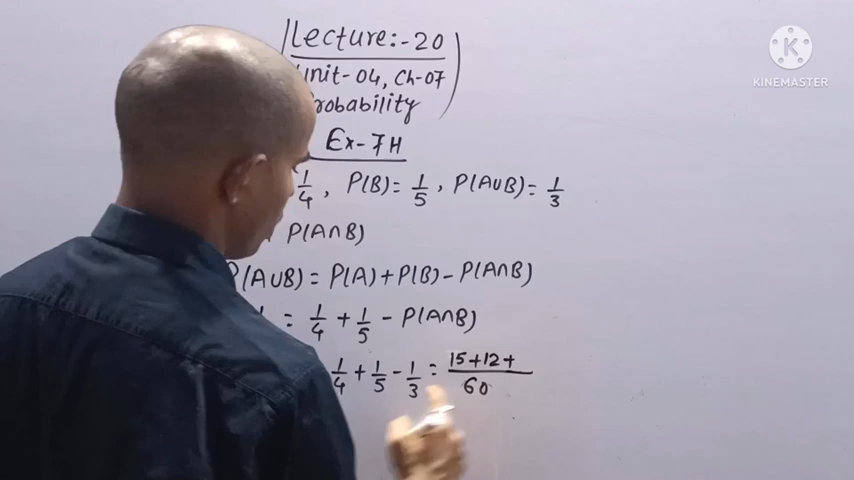 Lecture:-20
Unit-04, Ch-07
Probability
Ex-7H
1/4, P(B)= 1/5, P(A∪B)= 1/3
P(A∩B)
P(A∪B) = P(A)+P(B)-P(A∩B)
= 1/4 + 1/5 - P(A∩B)
1/4 + 1/5 - 1/3 = 15+12+/60
K
KINEMASTER